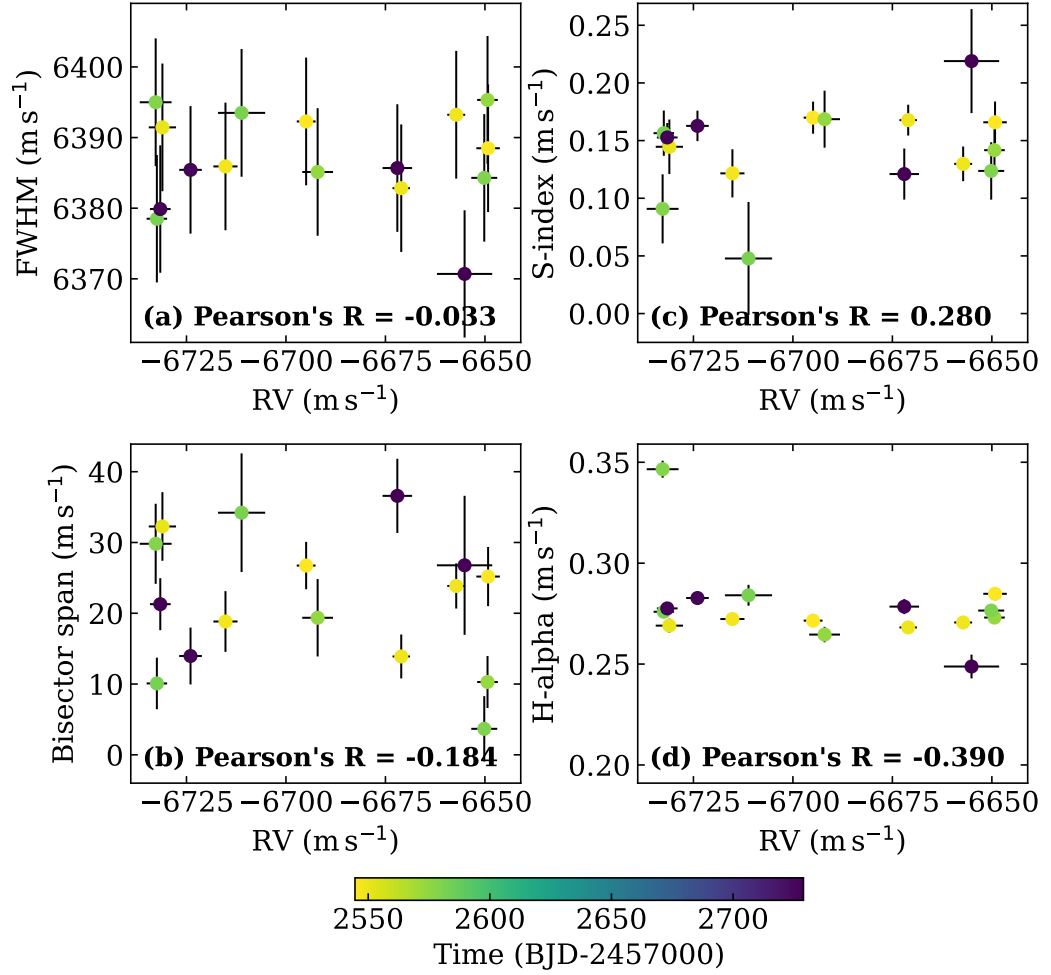 6400
6390
6380
6370
FWHM (m s⁻¹)
(a) Pearson's R = -0.033
−6725 −6700 −6675 −6650
RV (m s⁻¹)
0.25
0.20
0.15
0.10
0.05
0.00
S-index (m s⁻¹)
(c) Pearson's R = 0.280
−6725 −6700 −6675 −6650
RV (m s⁻¹)
40
30
20
10
0
Bisector span (m s⁻¹)
(b) Pearson's R = -0.184
−6725 −6700 −6675 −6650
RV (m s⁻¹)
0.35
0.30
0.25
0.20
H-alpha (m s⁻¹)
(d) Pearson's R = -0.390
−6725 −6700 −6675 −6650
RV (m s⁻¹)
2550 2600 2650 2700
Time (BJD-2457000)